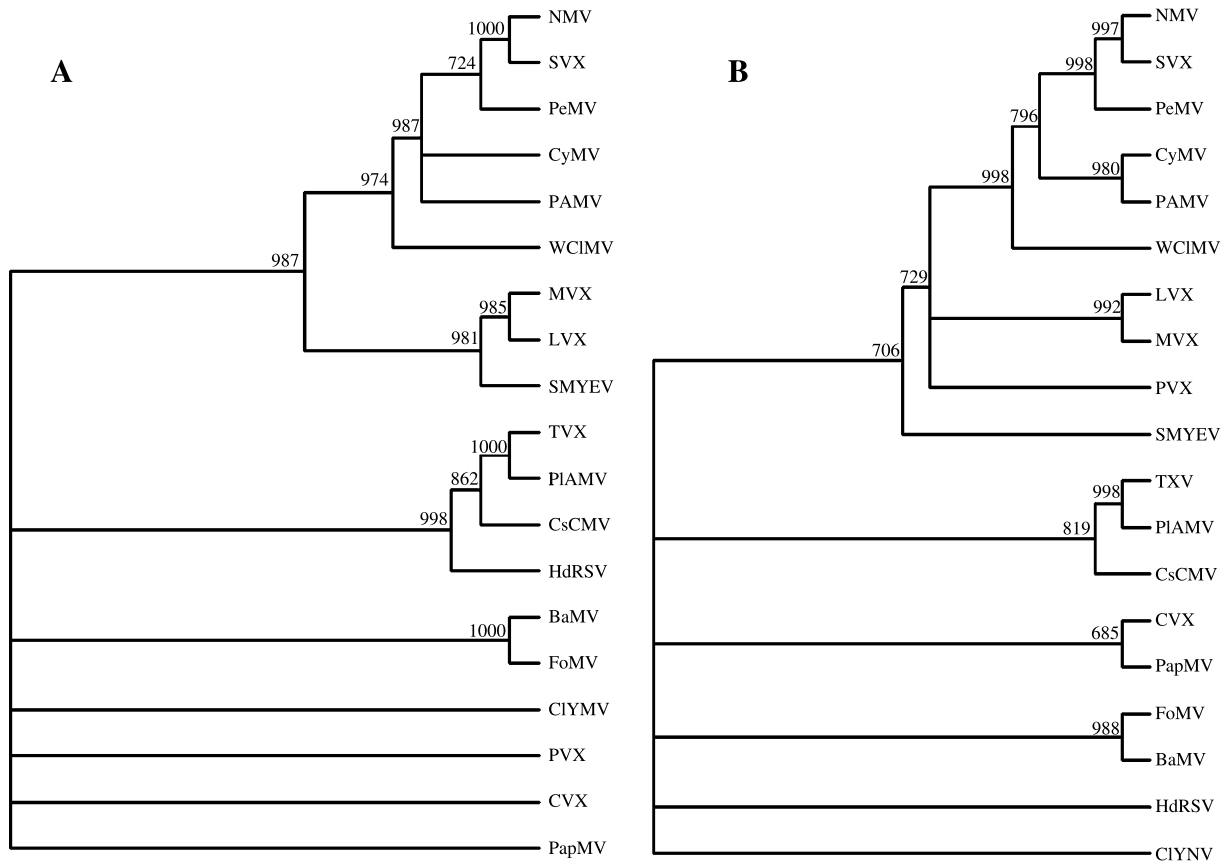 A
1000
NMV
SVX
724
PeMV
987
CyMV
974
PAMV
WClMV
987
MVX
985
LVX
981
SMYEV
TVX
1000
PlAMV
862
CsCMV
998
HdRSV
BaMV
1000
FoMV
ClYMV
PVX
CVX
PapMV
B
997
NMV
SVX
998
PeMV
796
CyMV
980
PAMV
998
WClMV
729
LVX
992
MVX
706
PVX
SMYEV
TXV
998
PlAMV
819
CsCMV
CVX
685
PapMV
FoMV
988
BaMV
HdRSV
ClYNV